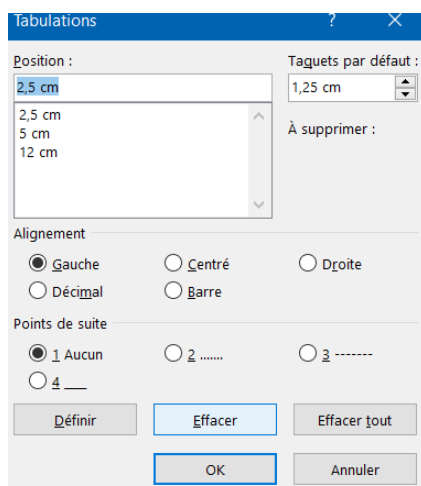 Tabulations ? ×
Position : Taquets par défaut :
2,5 cm 1,25 cm
2,5 cm
5 cm
12 cm
À supprimer :
Alignement
Gauche Centré Droite
Décimal Barre
Points de suite
1 Aucun 2 ....... 3 -------
4 ___
Définir Effacer Effacer tout
OK Annuler